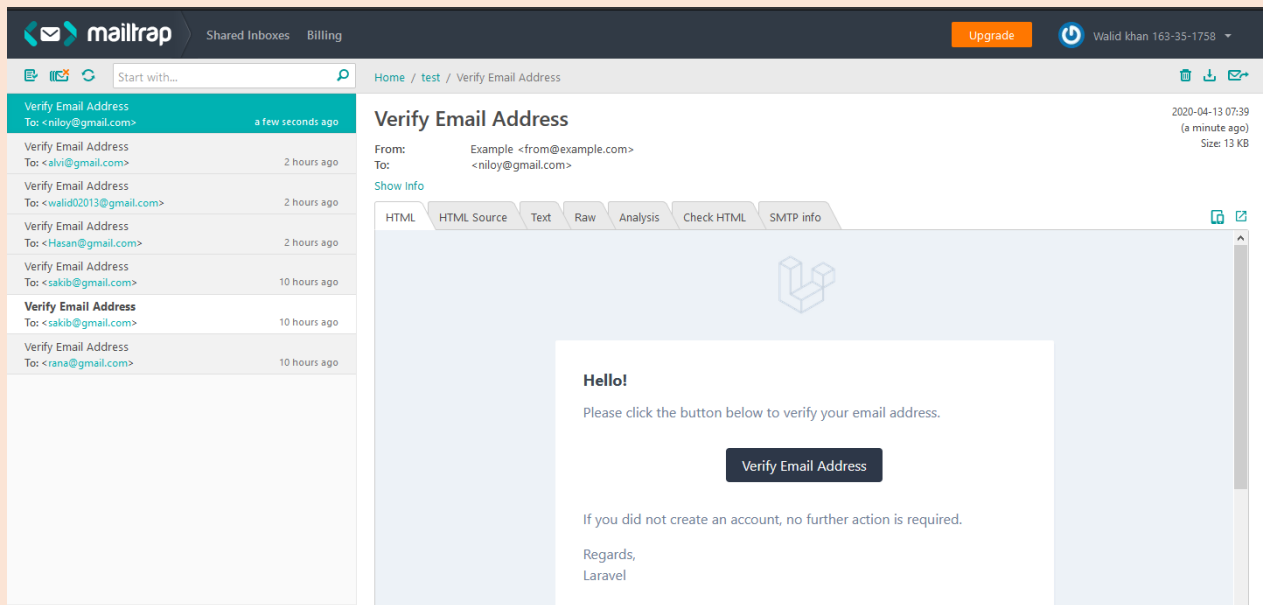 mailtrap Shared Inboxes Billing Upgrade Walid khan 163-35-1758
Start with...
Verify Email Address
To: <niloy@gmail.com> a few seconds ago
Verify Email Address
To: <alvi@gmail.com> 2 hours ago
Verify Email Address
To: <walid02013@gmail.com> 2 hours ago
Verify Email Address
To: <Hasan@gmail.com> 2 hours ago
Verify Email Address
To: <sakib@gmail.com> 10 hours ago
Verify Email Address
To: <sakib@gmail.com> 10 hours ago
Verify Email Address
To: <rana@gmail.com> 10 hours ago
Home / test / Verify Email Address
Verify Email Address
2020-04-13 07:39
(a minute ago)
Size: 13 KB
From: Example <from@example.com>
To: <niloy@gmail.com>
Show Info
HTML HTML Source Text Raw Analysis Check HTML SMTP info
Hello!
Please click the button below to verify your email address.
Verify Email Address
If you did not create an account, no further action is required.
Regards,
Laravel